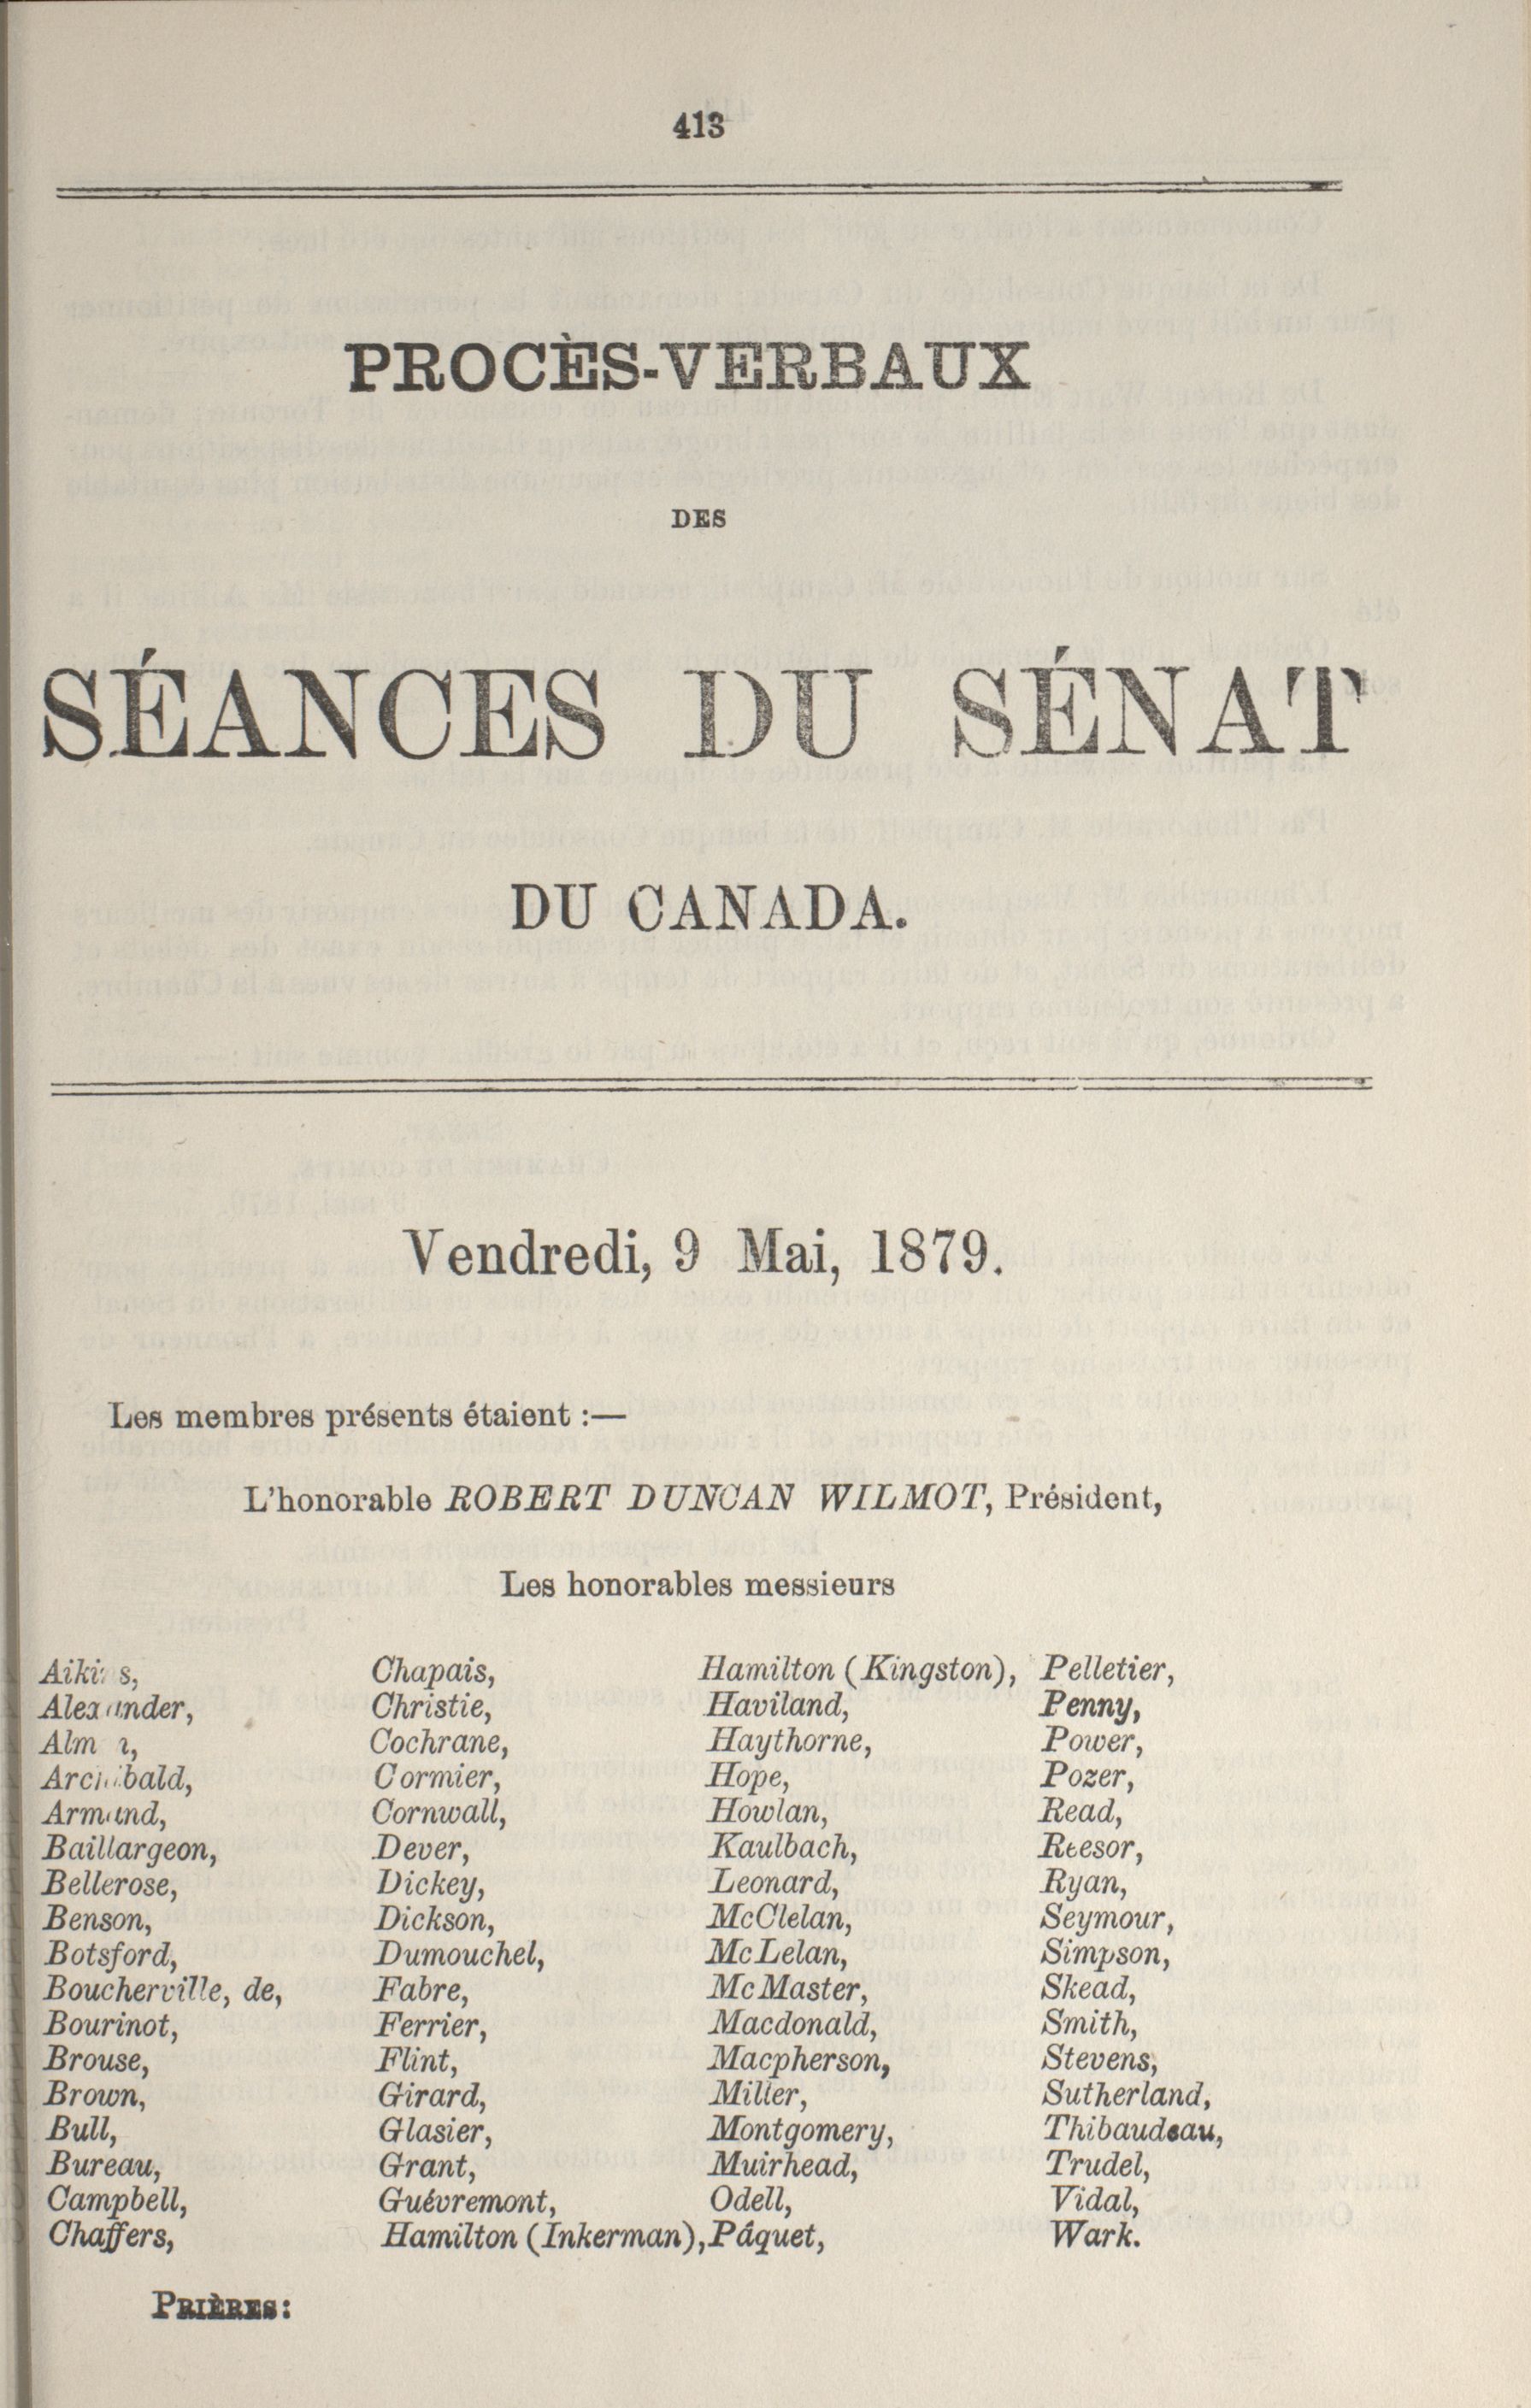 413
PROCÈS-VERBAUX
DES
SÉANCES DU SÉNAT
DU CANADA.
Vendredi, 9 Mai, 1879.
Les membres présents étaient :—
L'honorable ROBERT DUNCAN WILMOT, Président,
Les honorables messieurs
Aikins,
Alexander,
Almon,
Archibald,
Armand,
Baillargeon,
Bellerose,
Benson,
Botsford,
Boucherville, de,
Bourinot,
Brouse,
Brown,
Bull,
Bureau,
Campbell,
Chaffers,
Chapais,
Christie,
Cochrane,
Cormier,
Cornwall,
Dever,
Dickey,
Dickson,
Dumouchel,
Fabre,
Ferrier,
Flint,
Girard,
Glasier,
Grant,
Guévremont,
Hamilton (Inkerman),
Hamilton (Kingston),
Haviland,
Haythorne,
Hope,
Howlan,
Kaulbach,
Leonard,
McClelan,
McLelan,
McMaster,
Macdonald,
Macpherson,
Miller,
Montgomery,
Muirhead,
Odell,
Pâquet,
Pelletier,
Penny,
Power,
Pozer,
Read,
Reesor,
Ryan,
Seymour,
Simpson,
Skead,
Smith,
Stevens,
Sutherland,
Thibaudeau,
Trudel,
Vidal,
Wark.
PRIÈRES: